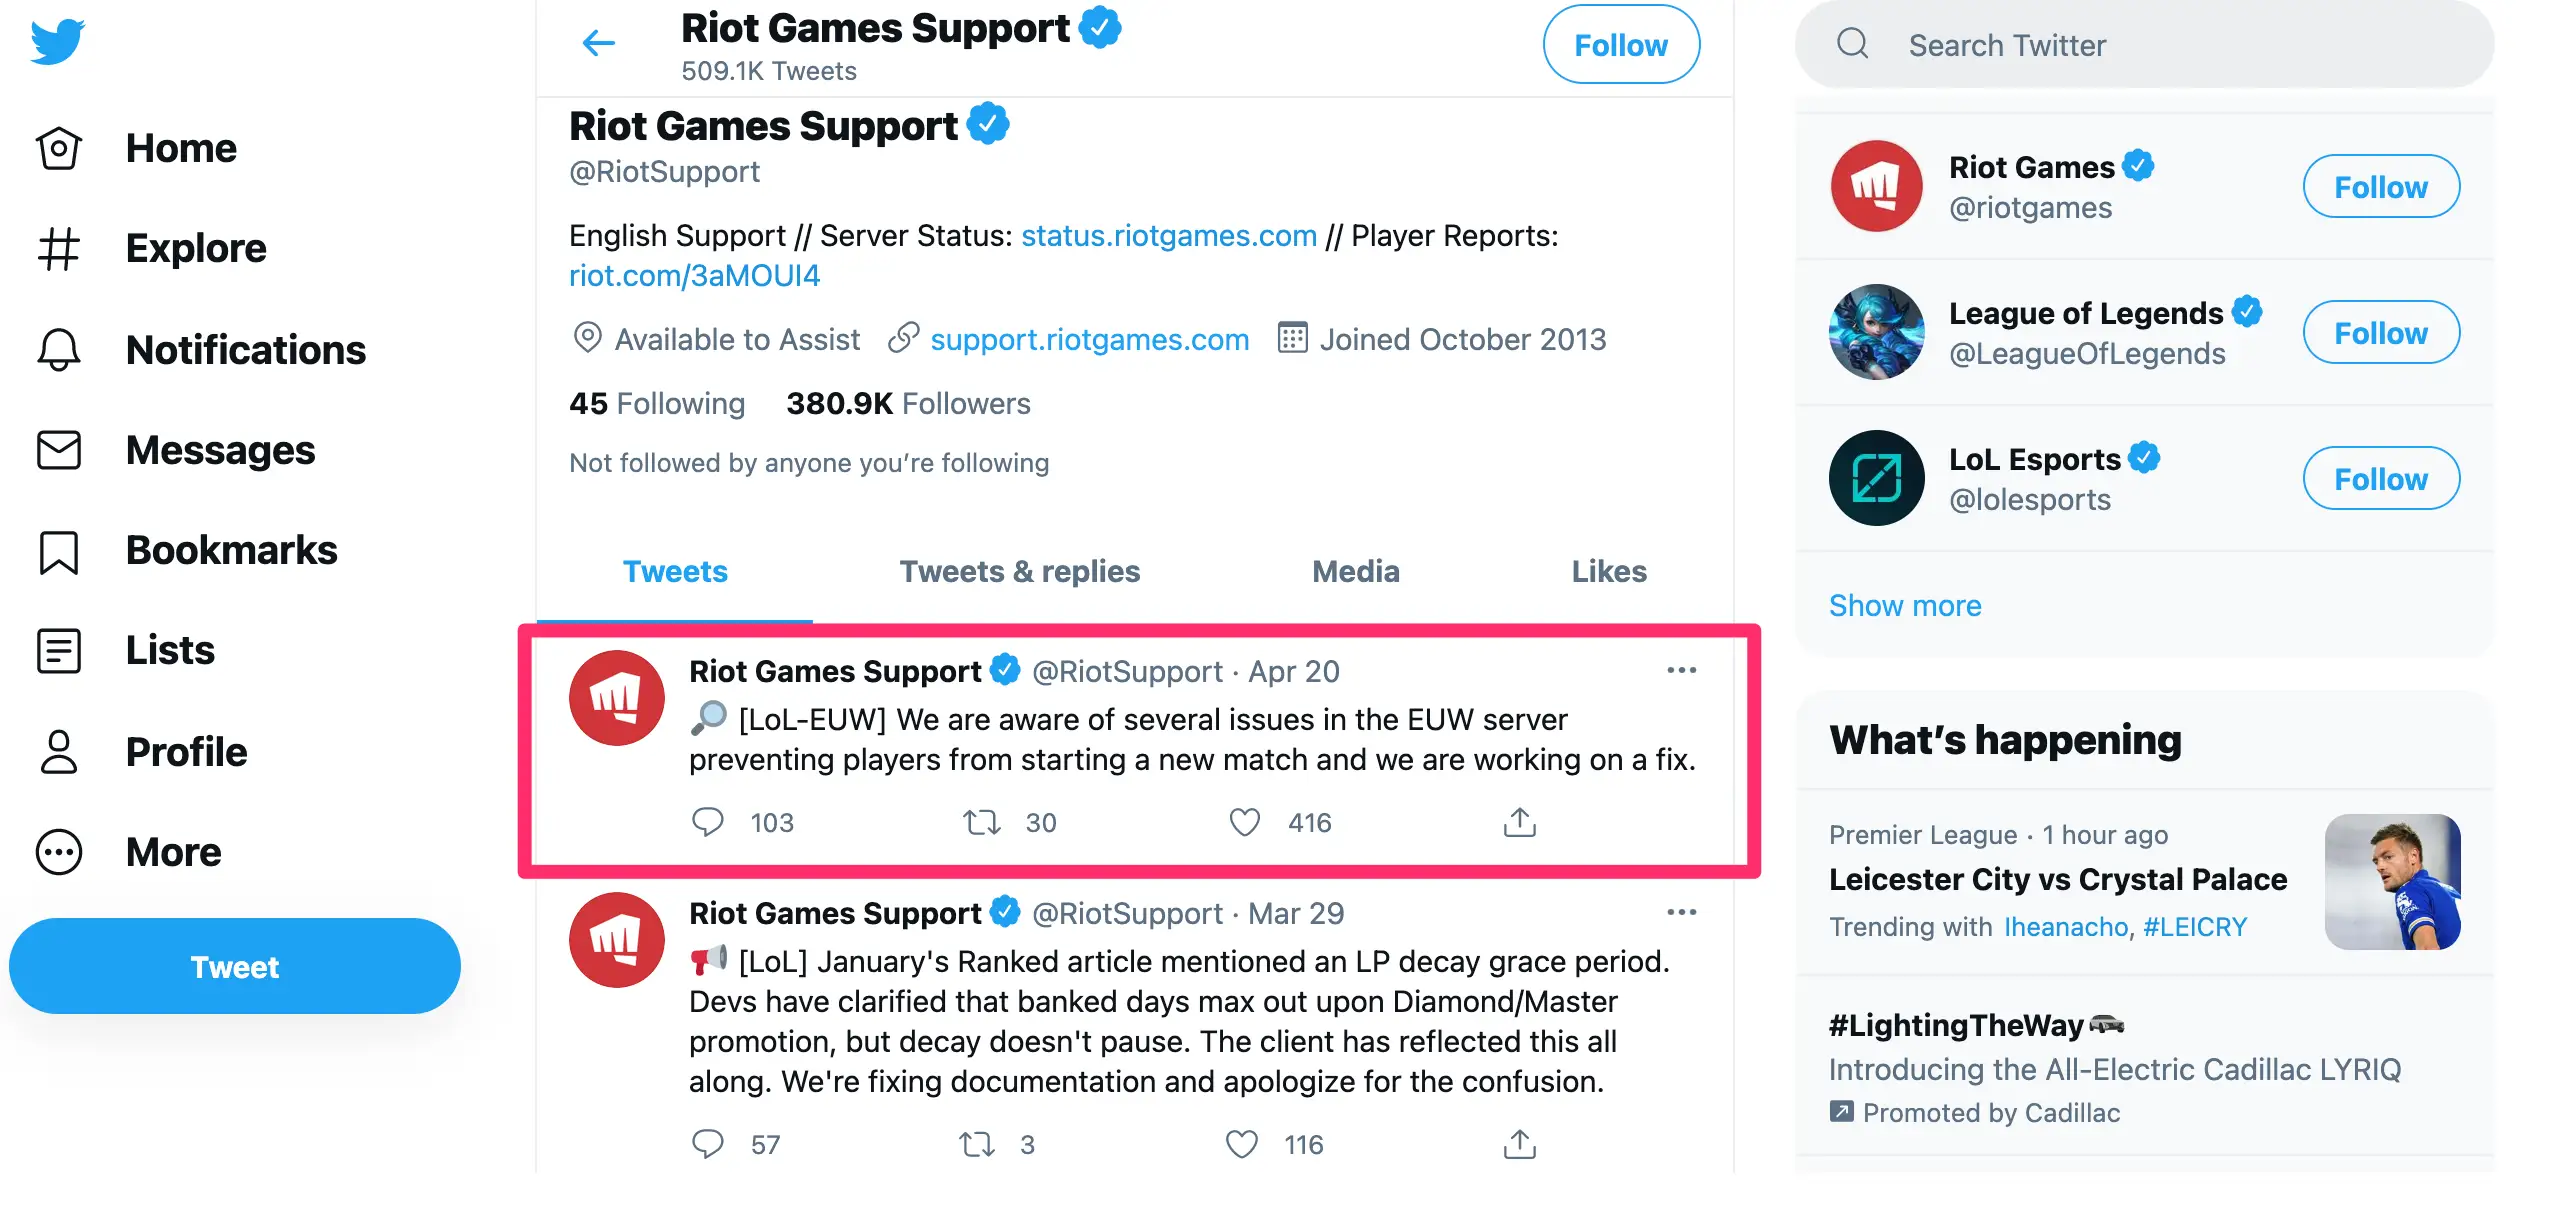 Home
Explore
Notifications
Messages
Bookmarks
Lists
Profile
More
Tweet
Riot Games Support
509.1K Tweets
Follow
Riot Games Support
@RiotSupport
English Support // Server Status: status.riotgames.com // Player Reports:
riot.com/3aMOUI4
Available to Assist support.riotgames.com Joined October 2013
45 Following 380.9K Followers
Not followed by anyone you’re following
Tweets Tweets & replies Media Likes
Riot Games Support @RiotSupport · Apr 20
[LoL-EUW] We are aware of several issues in the EUW server
preventing players from starting a new match and we are working on a fix.
103 30 416
Riot Games Support @RiotSupport · Mar 29
[LoL] January's Ranked article mentioned an LP decay grace period.
Devs have clarified that banked days max out upon Diamond/Master
promotion, but decay doesn't pause. The client has reflected this all
along. We're fixing documentation and apologize for the confusion.
57 3 116
Search Twitter
Riot Games
@riotgames
Follow
League of Legends
@LeagueOfLegends
Follow
LoL Esports
@lolesports
Follow
Show more
What’s happening
Premier League · 1 hour ago
Leicester City vs Crystal Palace
Trending with Iheanacho, #LEICRY
#LightingTheWay
Introducing the All-Electric Cadillac LYRIQ
Promoted by Cadillac